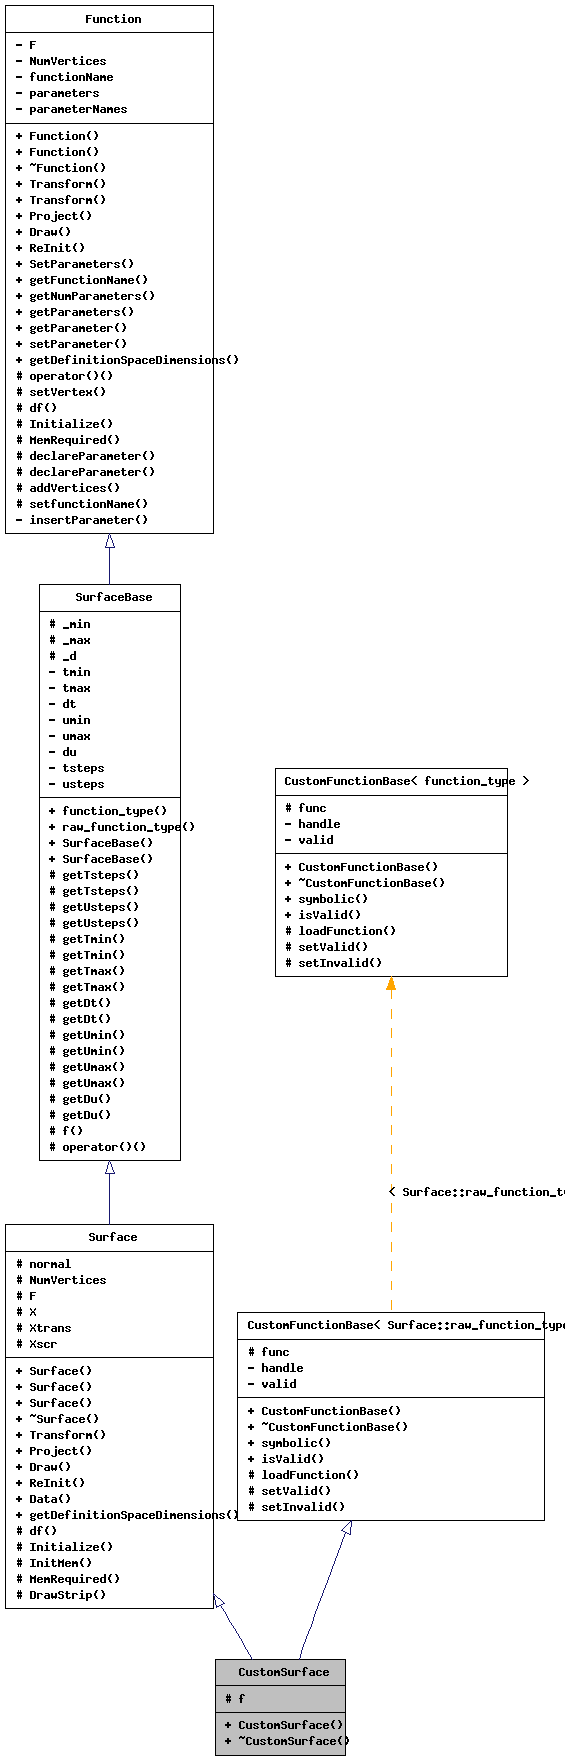 Function
- F
- NumVertices
- functionName
- parameters
- parameterNames
+ Function()
+ Function()
+ ~Function()
+ Transform()
+ Transform()
+ Project()
+ Draw()
+ ReInit()
+ SetParameters()
+ getFunctionName()
+ getNumParameters()
+ getParameters()
+ getParameter()
+ setParameter()
+ getDefinitionSpaceDimensions()
# operator()()
# setVertex()
# df()
# Initialize()
# MemRequired()
# declareParameter()
# declareParameter()
# addVertices()
# setfunctionName()
- insertParameter()
SurfaceBase
# _min
# _max
# _d
- tmin
- tmax
- dt
- umin
- umax
- du
- tsteps
- usteps
+ function_type()
+ raw_function_type()
+ SurfaceBase()
+ SurfaceBase()
# getTsteps()
# getTsteps()
# getUsteps()
# getUsteps()
# getTmin()
# getTmin()
# getTmax()
# getTmax()
# getDt()
# getDt()
# getUmin()
# getUmin()
# getUmax()
# getUmax()
# getDu()
# getDu()
# f()
# operator()()
CustomFunctionBase< function_type >
# func
- handle
- valid
+ CustomFunctionBase()
+ ~CustomFunctionBase()
+ symbolic()
+ isValid()
# loadFunction()
# setValid()
# setInvalid()
< Surface::raw_function_ty
Surface
# normal
# NumVertices
# F
# X
# Xtrans
# Xscr
+ Surface()
+ Surface()
+ Surface()
+ ~Surface()
+ Transform()
+ Project()
+ Draw()
+ ReInit()
+ Data()
+ getDefinitionSpaceDimensions()
# df()
# Initialize()
# InitMem()
# MemRequired()
# DrawStrip()
CustomFunctionBase< Surface::raw_function_type
# func
- handle
- valid
+ CustomFunctionBase()
+ ~CustomFunctionBase()
+ symbolic()
+ isValid()
# loadFunction()
# setValid()
# setInvalid()
CustomSurface
# f
+ CustomSurface()
+ ~CustomSurface()